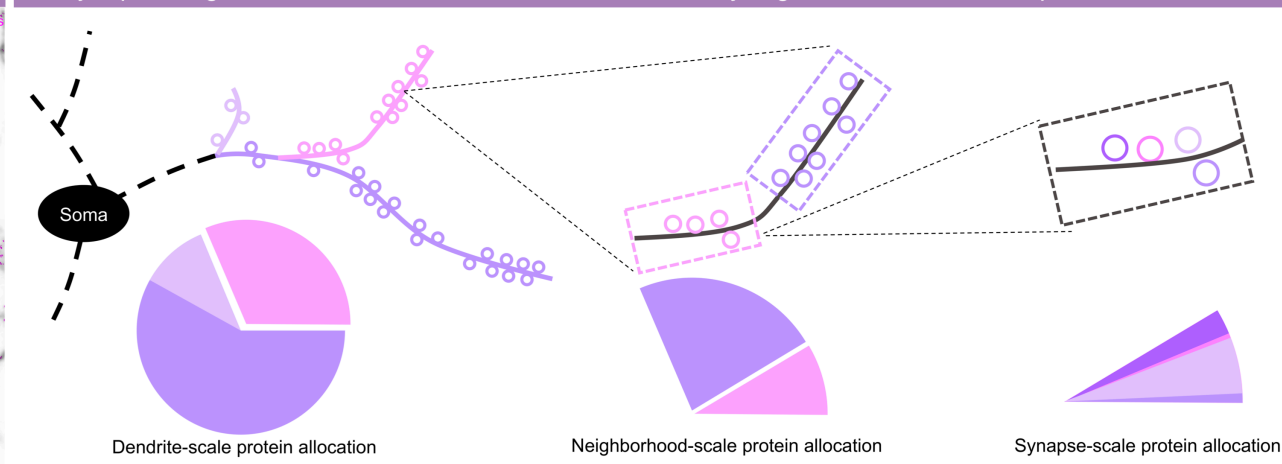 Soma
Dendrite-scale protein allocation
Neighborhood-scale protein allocation
Synapse-scale protein allocation